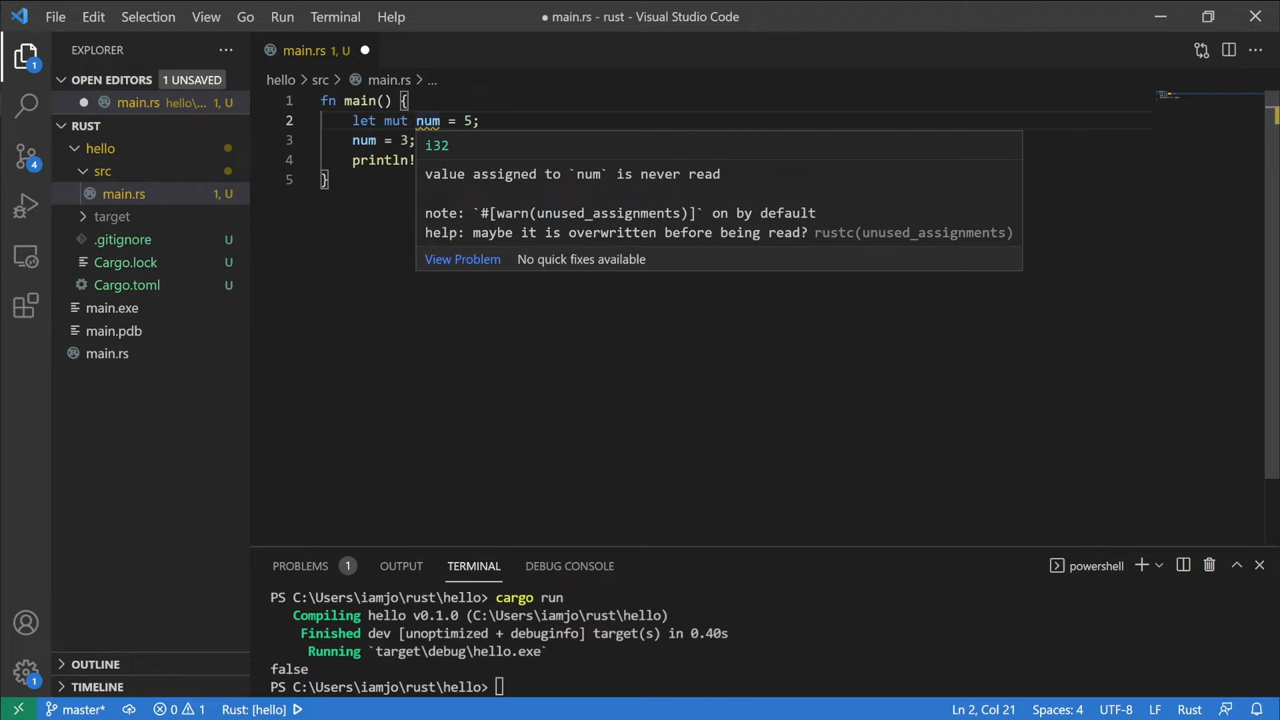 File Edit Selection View Go Run Terminal Help
● main.rs - rust - Visual Studio Code
EXPLORER
main.rs 1, U
OPEN EDITORS 1 UNSAVED
main.rs hello\... 1, U
RUST
hello
src
main.rs 1, U
target
.gitignore U
Cargo.lock U
Cargo.toml U
main.exe
main.pdb
main.rs
OUTLINE
TIMELINE
1
4
1
hello > src > main.rs > ...
1 fn main() {
2 let mut num = 5;
3 num = 3;
4 println!
5 }
i32
value assigned to `num` is never read
note: `#[warn(unused_assignments)]` on by default
help: maybe it is overwritten before being read? rustc(unused_assignments)
View Problem No quick fixes available
PROBLEMS 1 OUTPUT TERMINAL DEBUG CONSOLE
powershell
PS C:\Users\iamjo\rust\hello> cargo run
Compiling hello v0.1.0 (C:\Users\iamjo\rust\hello)
Finished dev [unoptimized + debuginfo] target(s) in 0.40s
Running `target\debug\hello.exe`
false
PS C:\Users\iamjo\rust\hello>
master* 0 1 Rust: [hello]
Ln 2, Col 21 Spaces: 4 UTF-8 LF Rust